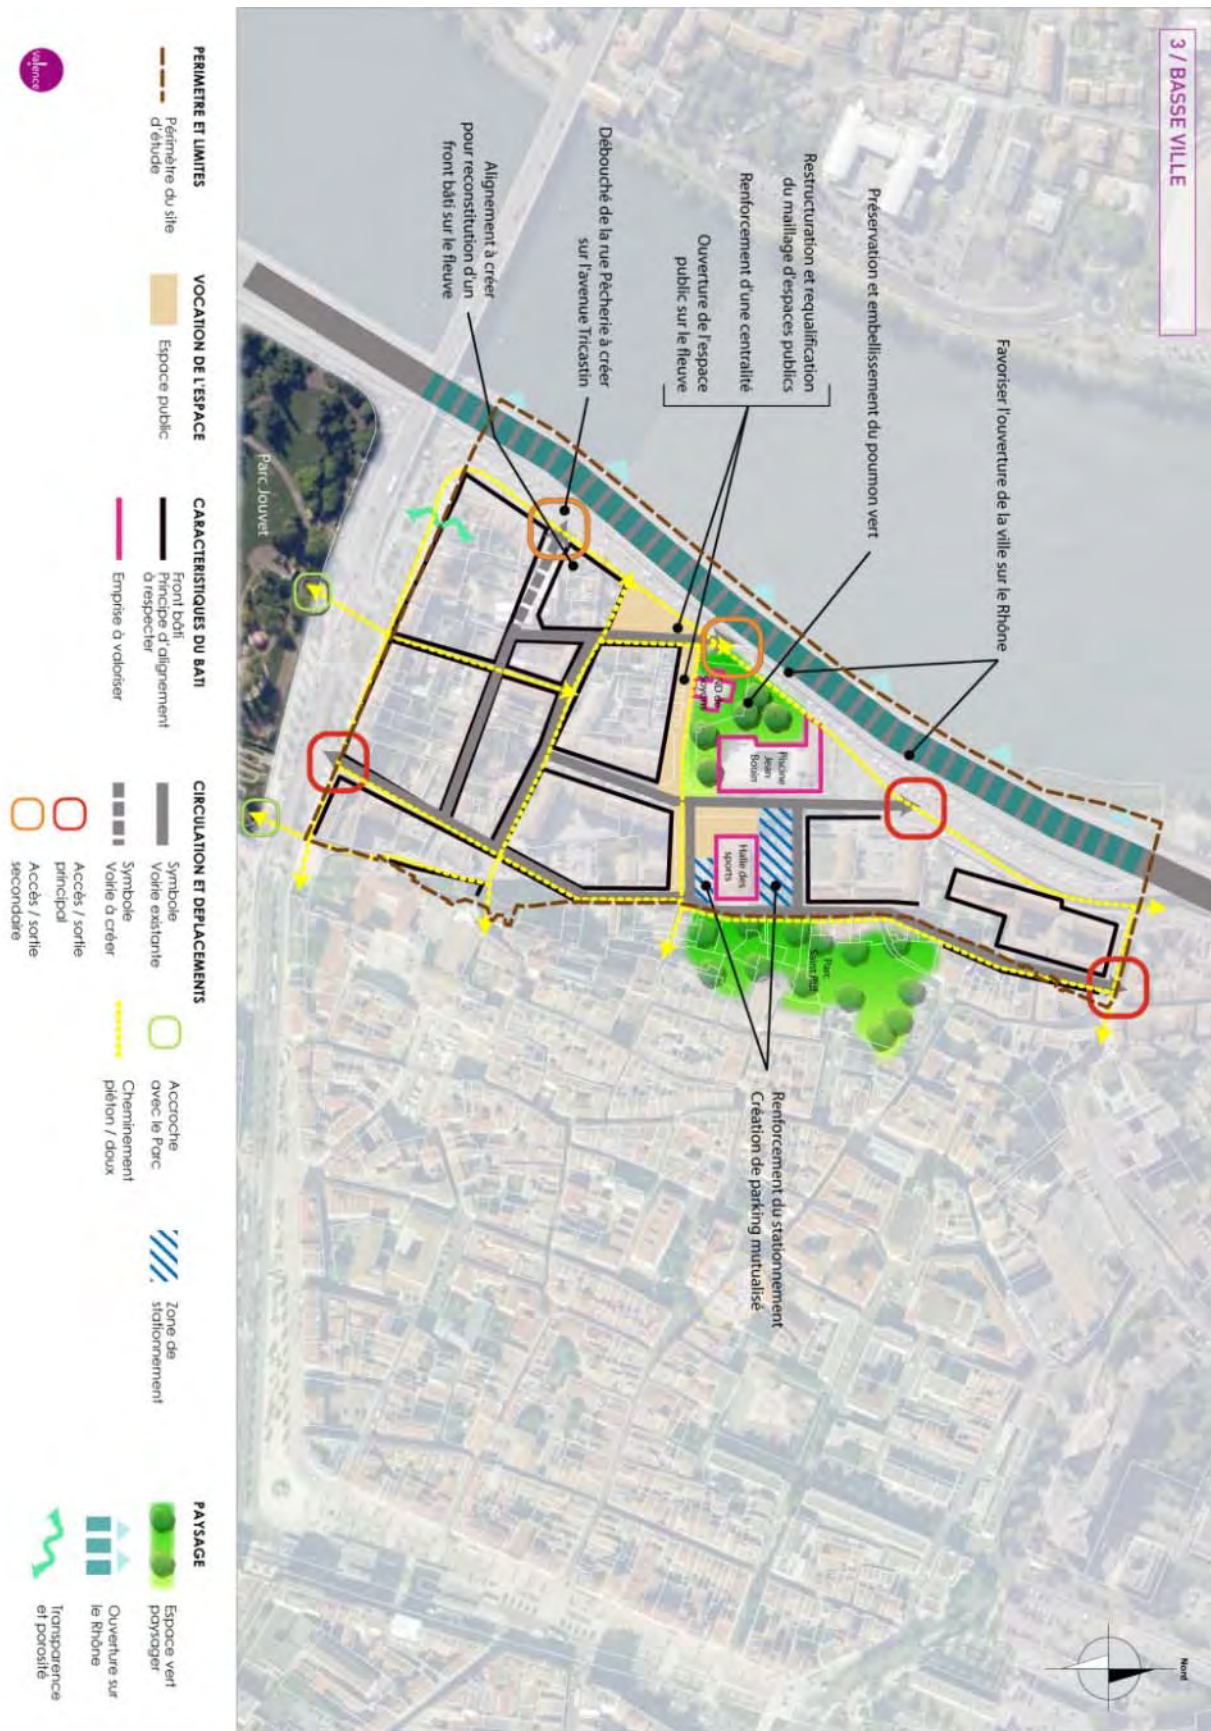 3 / BASSE VILLE
Favoriser l'ouverture de la ville sur le Rhône
Préservation et embellissement du poumon vert
Restructuration et requalification
du maillage d'espaces publics
Renforcement d'une centralité
Ouverture de l'espace
public sur le fleuve
Débouché de la rue Pêcherie à créer
sur l'avenue Tricastin
Alignement à créer
pour reconstitution d'un
front bâti sur le fleuve
Renforcement du stationnement
Création de parking mutualisé
Nord
ND de
Piscine
Jean
Bouin
Halle des
sports
Parc
Saint
Parc Jouvet
PERIMETRE ET LIMITES
Périmètre du site
d'étude
VOCATION DE L'ESPACE
Espace public
CARACTERISTIQUES DU BATI
Front bâti
Principe d'alignement
à respecter
Emprise à valoriser
CIRCULATION ET DEPLACEMENTS
Symbole
Voirie existante
Symbole
Voirie à créer
Accès / sortie
principal
Accès / sortie
secondaire
Accroche
avec le Parc
Cheminement
piéton / doux
Zone de
stationnement
PAYSAGE
Espace vert
paysager
Ouverture sur
le Rhône
Transparence
et porosité
valence